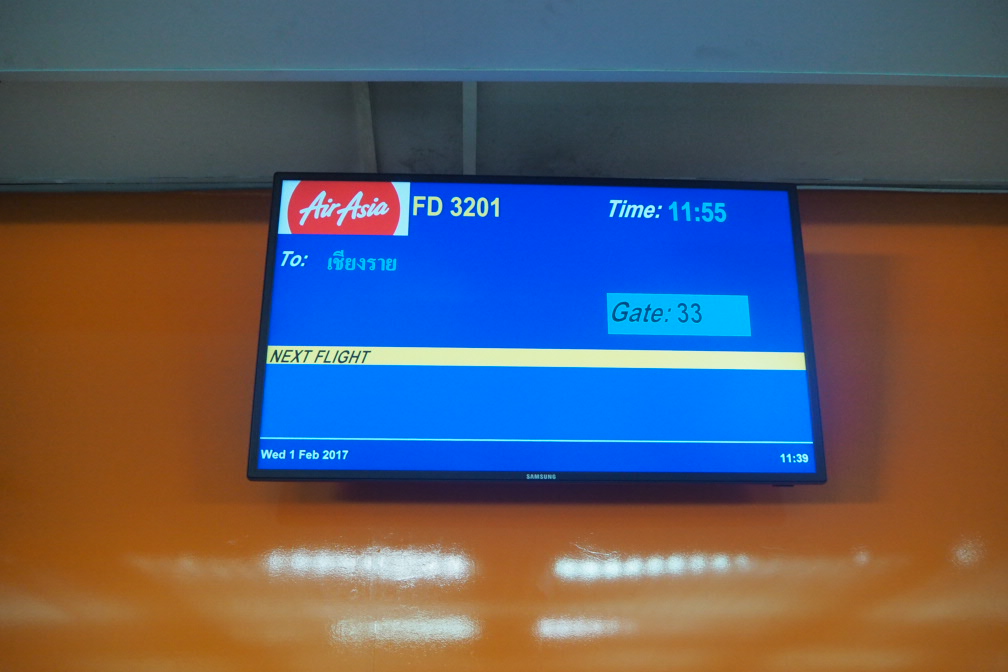 AirAsia FD 3201 Time: 11:55
To: เชียงราย
Gate: 33
NEXT FLIGHT
Wed 1 Feb 2017 11:39
SAMSUNG